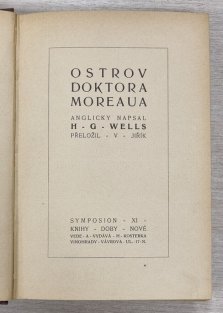 OSTROV
DOKTORA
MOREAUA
ANGLICKY NAPSAL
H - G - WELLS
PŘELOŽIL - V - JIŘÍK
SYMPOSION - XI -
KNIHY - DOBY - NOVÉ
VEDE - A - VYDÁVÁ - H - KOSTERKA
VINOHRADY - VÁVROVA - UL. - 17-N.